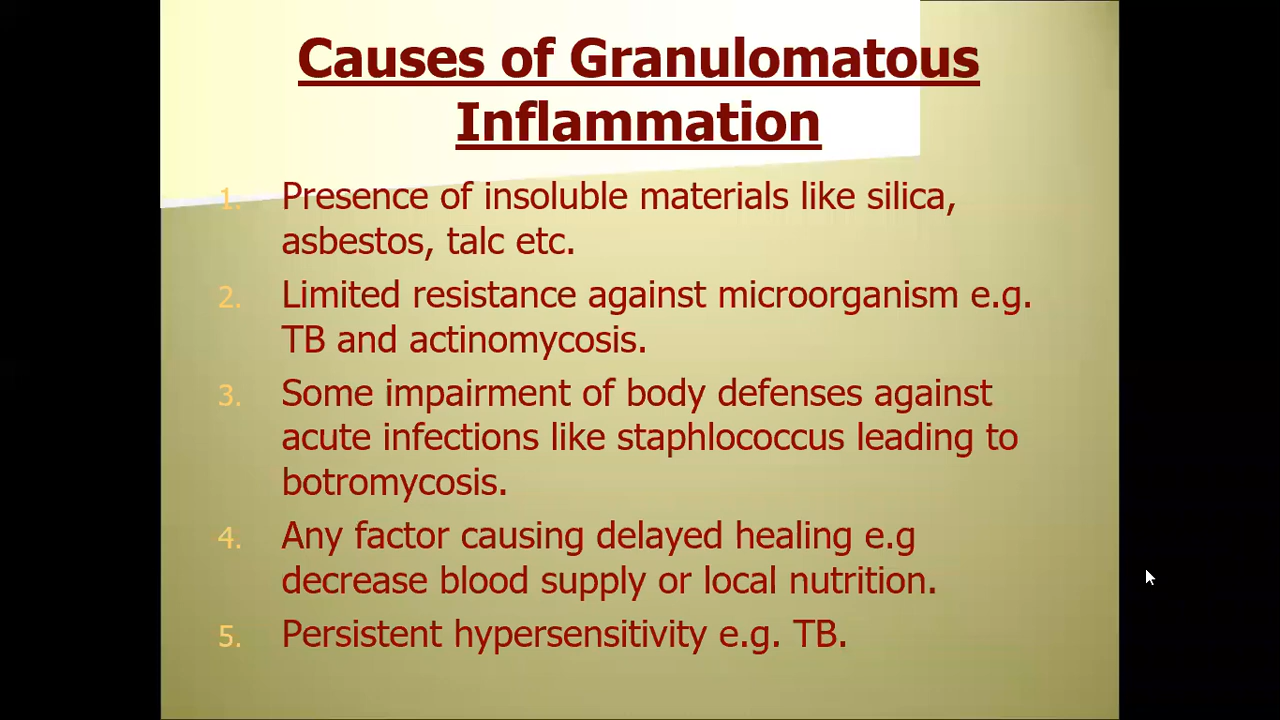 Causes of Granulomatous
Inflammation
1. Presence of insoluble materials like silica,
asbestos, talc etc.
2. Limited resistance against microorganism e.g.
TB and actinomycosis.
3. Some impairment of body defenses against
acute infections like staphlococcus leading to
botromycosis.
4. Any factor causing delayed healing e.g
decrease blood supply or local nutrition.
5. Persistent hypersensitivity e.g. TB.